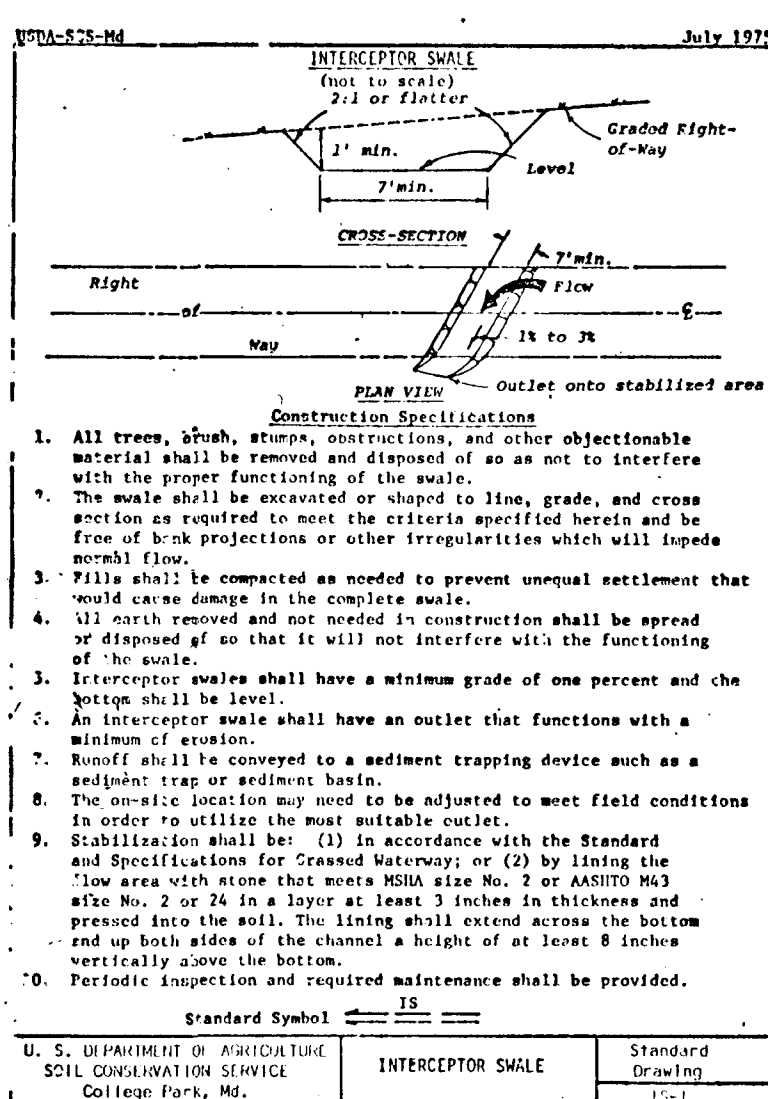 USDA-SCS-Md July 1975
INTERCEPTOR SWALE
(not to scale)
2:1 or flatter
Graded Right-
of-Way
1' min.
Level
7'min.
CROSS-SECTION
7'min.
Right
Flow
of
℄
1% to 3%
Way
PLAN VIEW
Outlet onto stabilized area
Construction Specifications
1. All trees, brush, stumps, obstructions, and other objectionable
material shall be removed and disposed of so as not to interfere
with the proper functioning of the swale.
2. The swale shall be excavated or shaped to line, grade, and cross
section as required to meet the criteria specified herein and be
free of bank projections or other irregularities which will impede
normal flow.
3. Fills shall be compacted as needed to prevent unequal settlement that
would cause damage in the complete swale.
4. All earth removed and not needed in construction shall be spread
or disposed of so that it will not interfere with the functioning
of the swale.
5. Interceptor swales shall have a minimum grade of one percent and the
bottom shall be level.
6. An interceptor swale shall have an outlet that functions with a
minimum of erosion.
7. Runoff shall be conveyed to a sediment trapping device such as a
sediment trap or sediment basin.
8. The on-site location may need to be adjusted to meet field conditions
in order to utilize the most suitable outlet.
9. Stabilization shall be: (1) in accordance with the Standard
and Specifications for Grassed Waterway; or (2) by lining the
flow area with stone that meets MSHA size No. 2 or AASHTO M43
size No. 2 or 24 in a layer at least 3 inches in thickness and
pressed into the soil. The lining shall extend across the bottom
and up both sides of the channel a height of at least 8 inches
vertically above the bottom.
10. Periodic inspection and required maintenance shall be provided.
IS
Standard Symbol
U. S. DEPARTMENT OF AGRICULTURE
SOIL CONSERVATION SERVICE
College Park, Md.
INTERCEPTOR SWALE
Standard
Drawing
IS-1